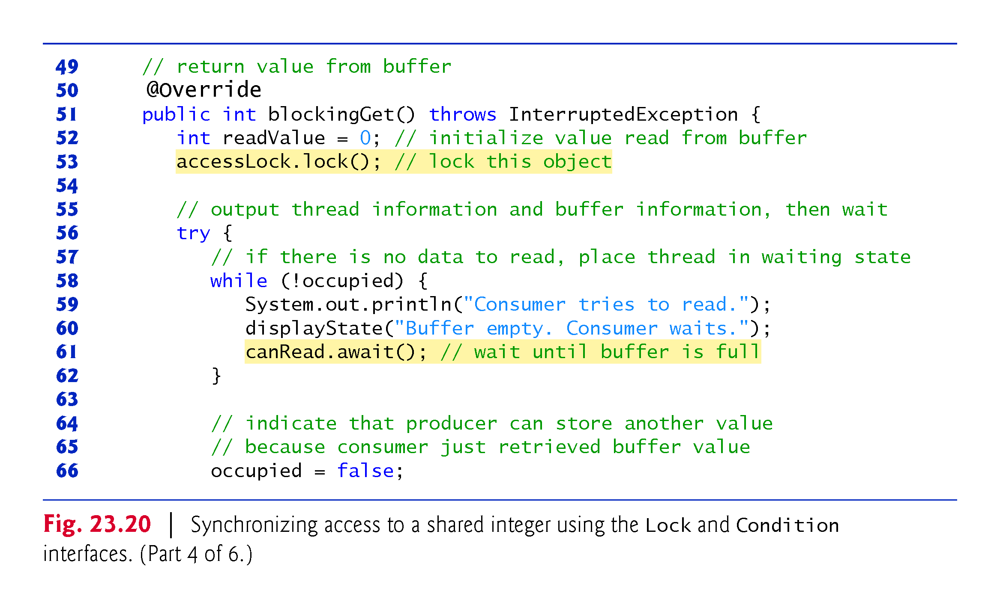 49 // return value from buffer
50 @Override
51 public int blockingGet() throws InterruptedException {
52 int readValue = 0; // initialize value read from buffer
53 accessLock.lock(); // lock this object
54
55 // output thread information and buffer information, then wait
56 try {
57 // if there is no data to read, place thread in waiting state
58 while (!occupied) {
59 System.out.println("Consumer tries to read.");
60 displayState("Buffer empty. Consumer waits.");
61 canRead.await(); // wait until buffer is full
62 }
63
64 // indicate that producer can store another value
65 // because consumer just retrieved buffer value
66 occupied = false;
Fig. 23.20 | Synchronizing access to a shared integer using the Lock and Condition
interfaces. (Part 4 of 6.)